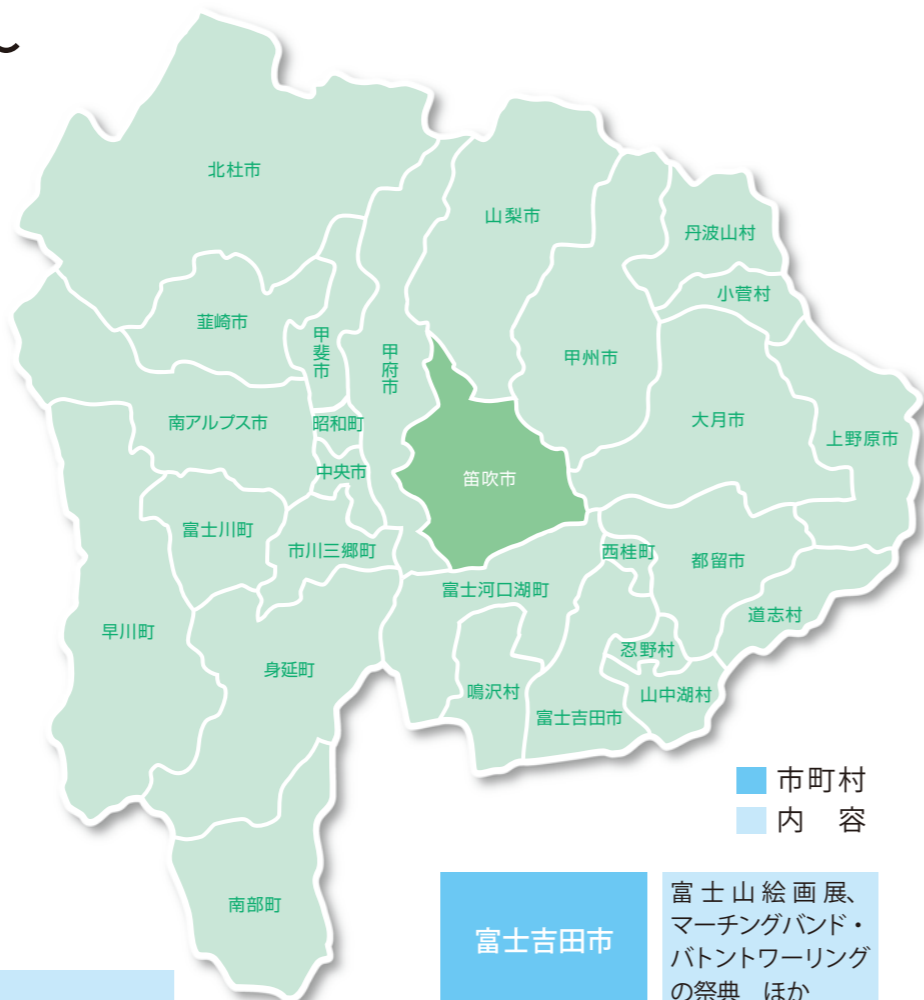 ～
北杜市
山梨市
丹波山村
小菅村
韮崎市
甲斐市
甲府市
甲州市
南アルプス市
昭和町
大月市
上野原市
中央市
笛吹市
富士川町
市川三郷町
西桂町
都留市
富士河口湖町
道志村
早川町
身延町
忍野村
鳴沢村
山中湖村
富士吉田市
市町村
内　容
南部町
富士吉田市
富士山絵画展、
マーチングバンド・
バトントワーリング
の祭典　ほか